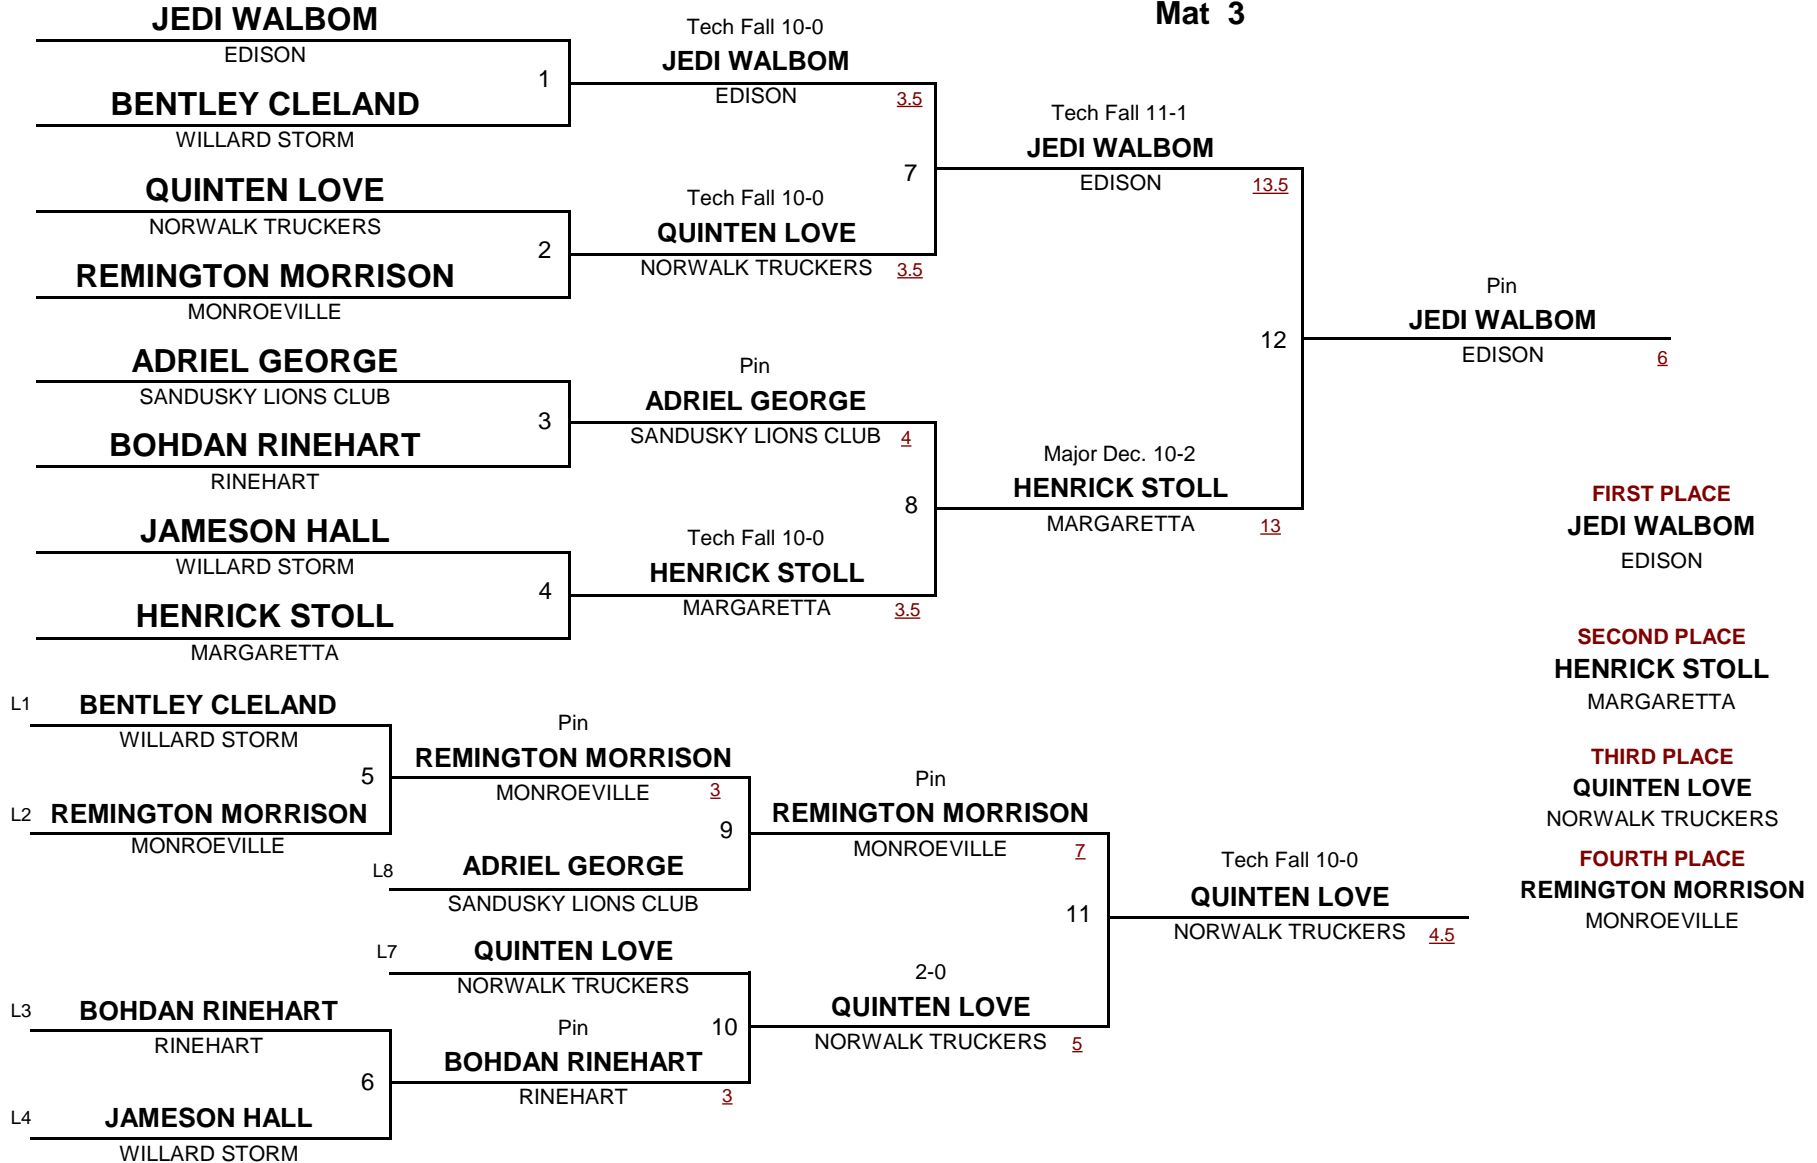 Mat 3
JEDI WALBOM
EDISON
1
BENTLEY CLELAND
WILLARD STORM
QUINTEN LOVE
NORWALK TRUCKERS
2
REMINGTON MORRISON
MONROEVILLE
ADRIEL GEORGE
SANDUSKY LIONS CLUB
3
BOHDAN RINEHART
RINEHART
JAMESON HALL
WILLARD STORM
4
HENRICK STOLL
MARGARETTA
Tech Fall 10-0
JEDI WALBOM
EDISON 3.5
7
Tech Fall 10-0
QUINTEN LOVE
NORWALK TRUCKERS 3.5
Pin
ADRIEL GEORGE
SANDUSKY LIONS CLUB 4
8
Tech Fall 10-0
HENRICK STOLL
MARGARETTA 3.5
Tech Fall 11-1
JEDI WALBOM
EDISON 13.5
12
Major Dec. 10-2
HENRICK STOLL
MARGARETTA 13
Pin
JEDI WALBOM
EDISON 6
FIRST PLACE
JEDI WALBOM
EDISON
SECOND PLACE
HENRICK STOLL
MARGARETTA
THIRD PLACE
QUINTEN LOVE
NORWALK TRUCKERS
FOURTH PLACE
REMINGTON MORRISON
MONROEVILLE
L1 BENTLEY CLELAND
WILLARD STORM
5
L2 REMINGTON MORRISON
MONROEVILLE
L3 BOHDAN RINEHART
RINEHART
6
L4 JAMESON HALL
WILLARD STORM
Pin
REMINGTON MORRISON
MONROEVILLE 3
9
L8 ADRIEL GEORGE
SANDUSKY LIONS CLUB
L7 QUINTEN LOVE
NORWALK TRUCKERS
10
Pin
BOHDAN RINEHART
RINEHART 3
Pin
REMINGTON MORRISON
MONROEVILLE 7
11
2-0
QUINTEN LOVE
NORWALK TRUCKERS 5
Tech Fall 10-0
QUINTEN LOVE
NORWALK TRUCKERS 4.5